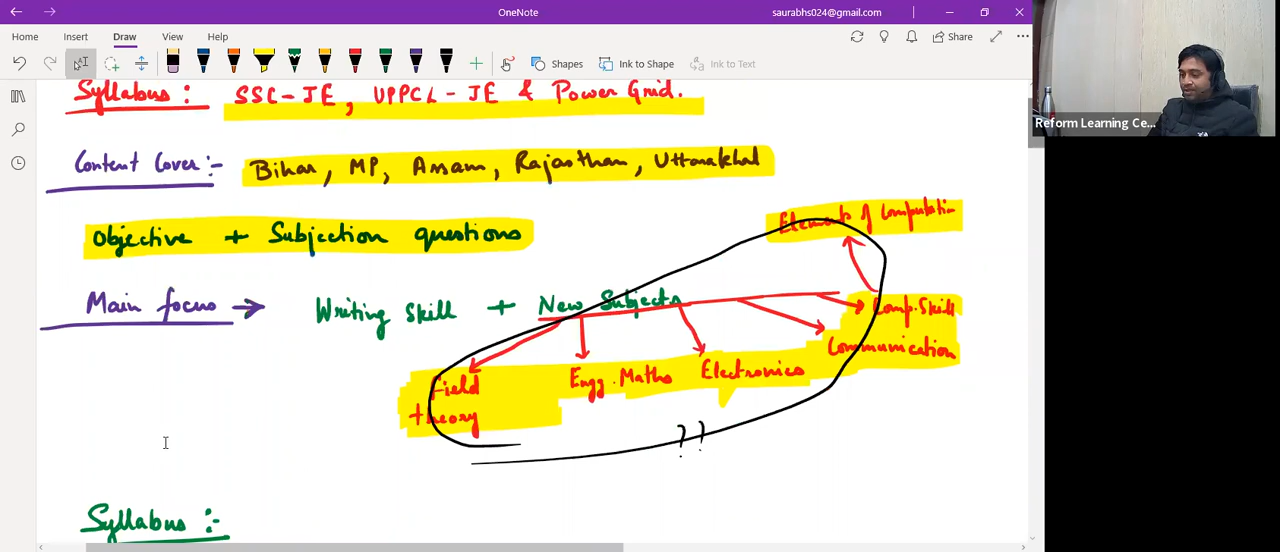 OneNote
saurabhs024@gmail.com
Home Insert Draw View Help
Share
Shapes Ink to Shape Ink to Text
Syllabus : SSC-JE, UPPCL-JE & Power Grid.
Reform Learning Ce...
Content Cover:- Bihar, MP, Assam, Rajasthan, Uttarakhad
Elements of Computation
Objective + Subjection questions
Main focus → Writing skill + New Subjects
Comp. Skill
Communication
Field theory
Engg. Maths
Electronics
??
Syllabus :-